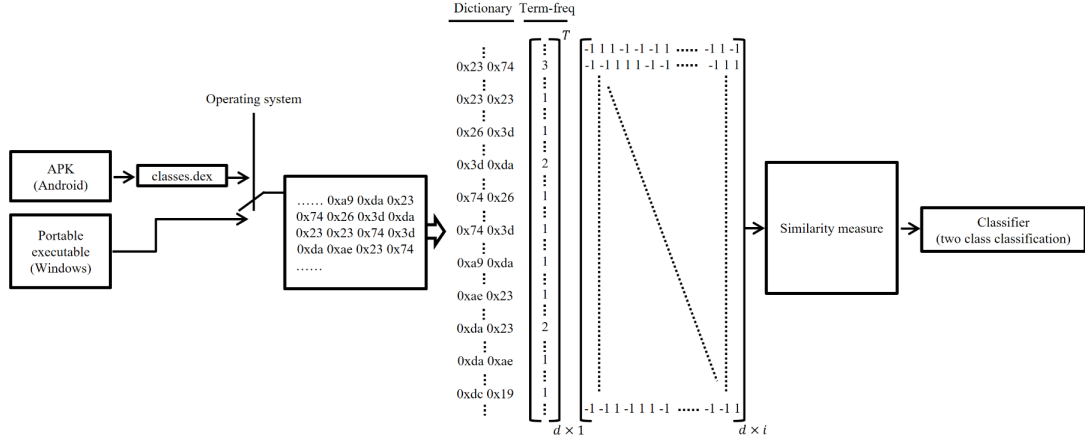 Dictionary Term-freq
T
-1 1 1 -1 -1 -1 1 -1 1 -1
0x23 0x74 3 -1 -1 1 1 1 -1 -1 -1 1 1
0x23 0x23 1
Operating system
0x26 0x3d 1
APK
(Android)
classes.dex
0x3d 0xda 2
0x74 0x26 1
...... 0xa9 0xda 0x23
0x74 0x26 0x3d 0xda
0x23 0x23 0x74 0x3d
0xda 0xae 0x23 0x74
......
Portable
executable
(Windows)
0x74 0x3d 1
Similarity measure
Classifier
(two class classification)
0xa9 0xda 1
0xae 0x23 1
0xda 0x23 2
0xda 0xae 1
0xde 0x19 1
-1 -1 1 -1 1 1 -1 -1 -1 1
d × 1
d × i